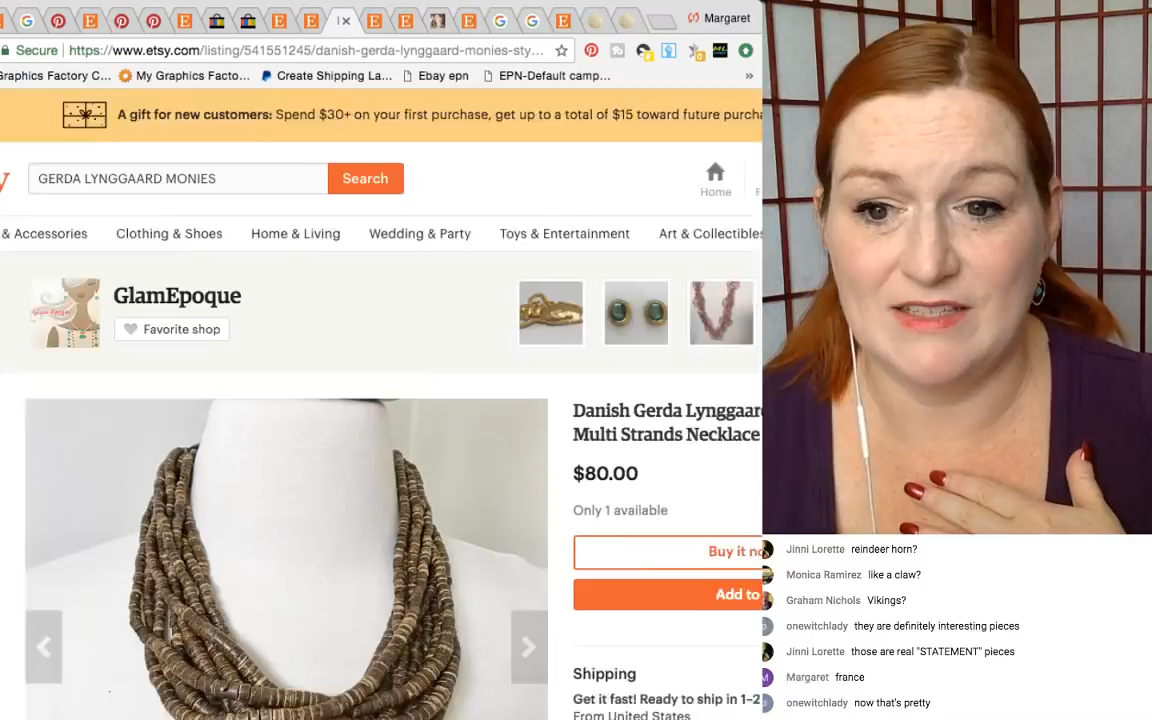 Margaret
Secure | https://www.etsy.com/listing/541551245/danish-gerda-lynggaard-monies-sty...
Graphics Factory C... My Graphics Facto... Create Shipping La... Ebay epn EPN-Default camp... »
A gift for new customers: Spend $30+ on your first purchase, get up to a total of $15 toward future purcha
y GERDA LYNGGAARD MONIES Search
Home F
& Accessories Clothing & Shoes Home & Living Wedding & Party Toys & Entertainment Art & Collectibles
GlamEpoque
Favorite shop
Danish Gerda Lynggaar
Multi Strands Necklace
$80.00
Only 1 available
Buy it no
Add to
Shipping
Get it fast! Ready to ship in 1-2
From United States
Jinni Lorette reindeer horn?
Monica Ramirez like a claw?
Graham Nichols Vikings?
onewitchlady they are definitely interesting pieces
Jinni Lorette those are real "STATEMENT" pieces
M Margaret france
onewitchlady now that's pretty